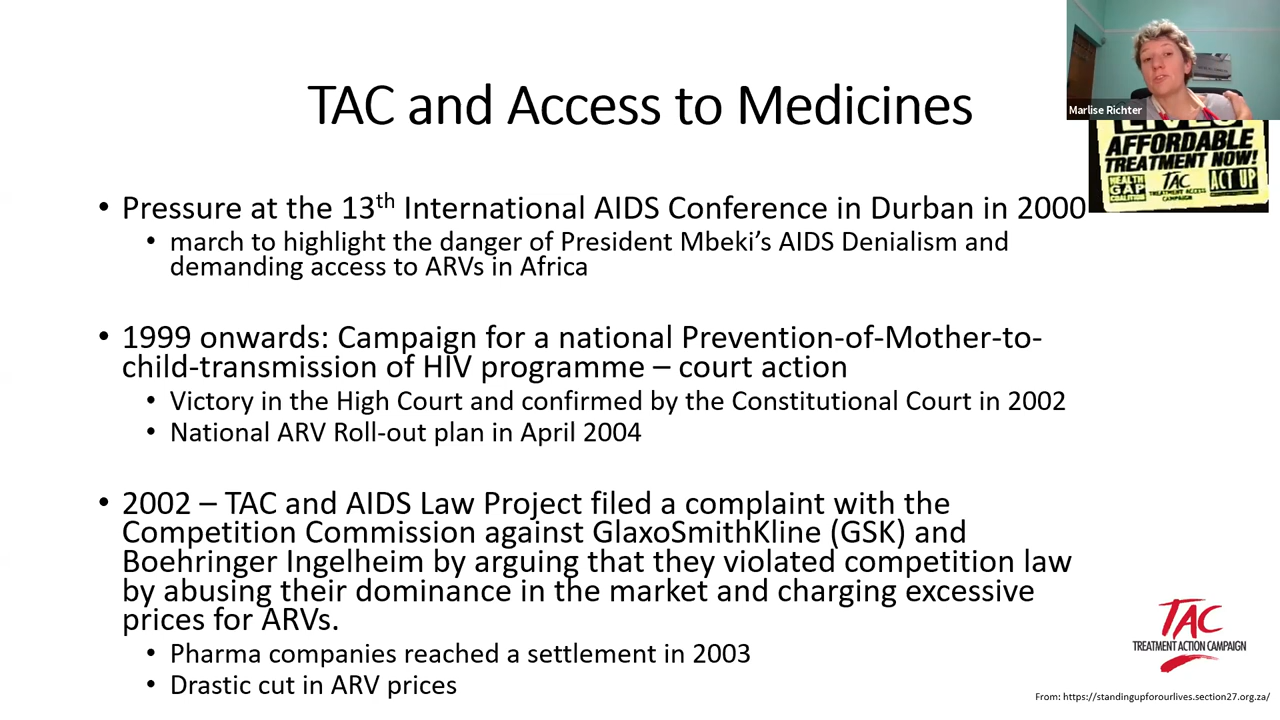 TAC and Access to Medicines
Marlise Richter
AFFORDABLE
TREATMENT NOW!
HEALTH
GAP
COALITION
TAC
TREATMENT ACCESS
CAMPAIGN
ACT UP
• Pressure at the 13th International AIDS Conference in Durban in 2000
• march to highlight the danger of President Mbeki’s AIDS Denialism and
demanding access to ARVs in Africa
• 1999 onwards: Campaign for a national Prevention-of-Mother-to-
child-transmission of HIV programme – court action
• Victory in the High Court and confirmed by the Constitutional Court in 2002
• National ARV Roll-out plan in April 2004
• 2002 – TAC and AIDS Law Project filed a complaint with the
Competition Commission against GlaxoSmithKline (GSK) and
Boehringer Ingelheim by arguing that they violated competition law
by abusing their dominance in the market and charging excessive
prices for ARVs.
• Pharma companies reached a settlement in 2003
• Drastic cut in ARV prices
TAC
TREATMENT ACTION CAMPAIGN
From: https://standingupforourlives.section27.org.za/